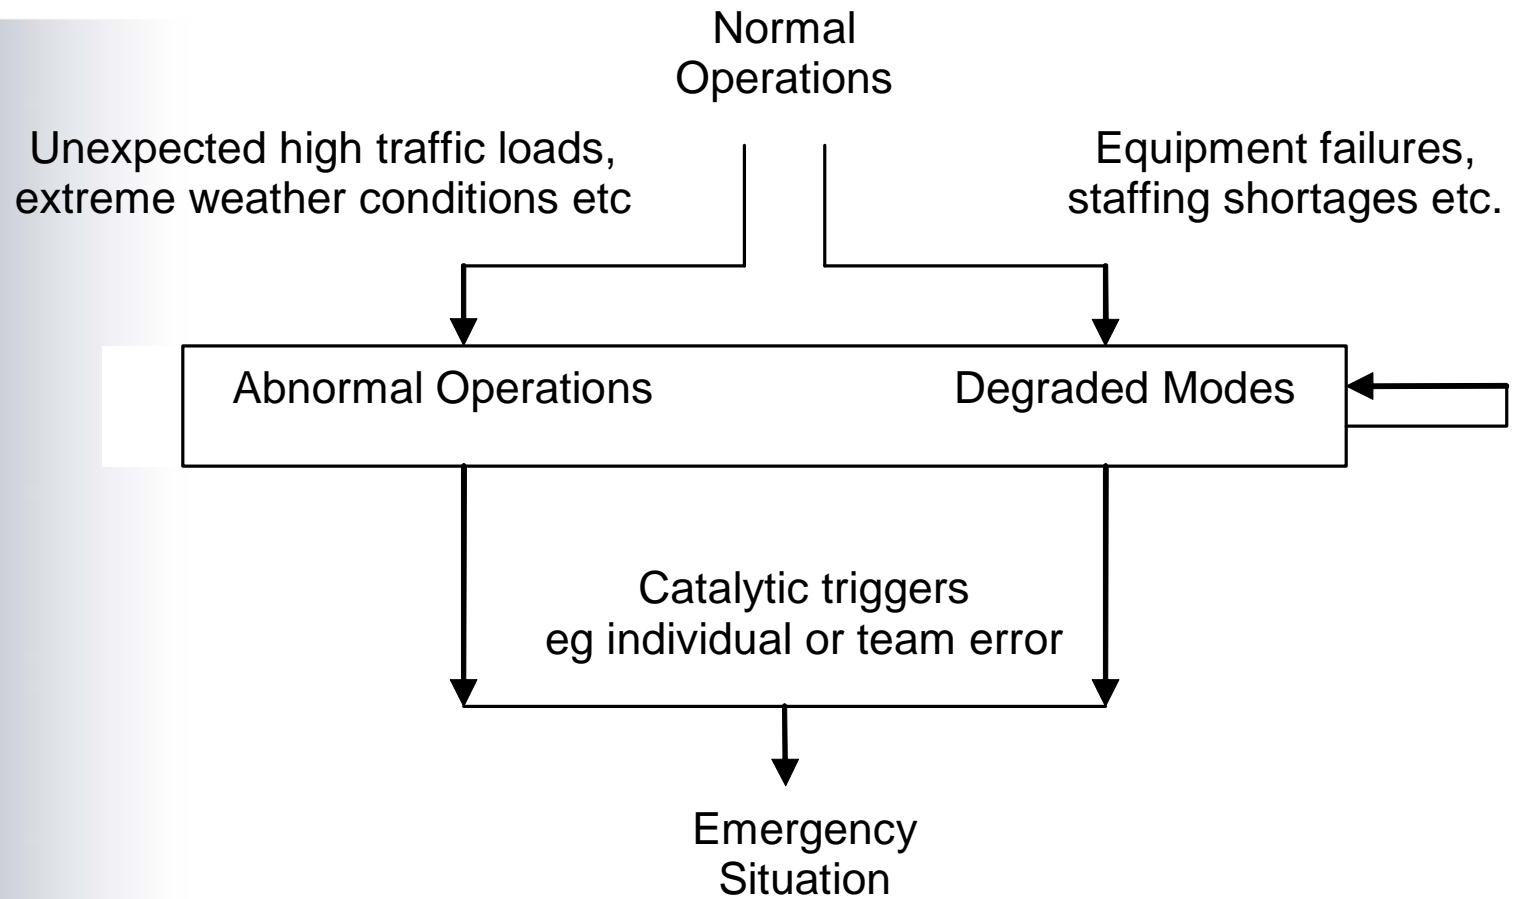 Normal
Operations
Unexpected high traffic loads,
extreme weather conditions etc
Equipment failures,
staffing shortages etc.
Abnormal Operations
Degraded Modes
Catalytic triggers
eg individual or team error
Emergency
Situation